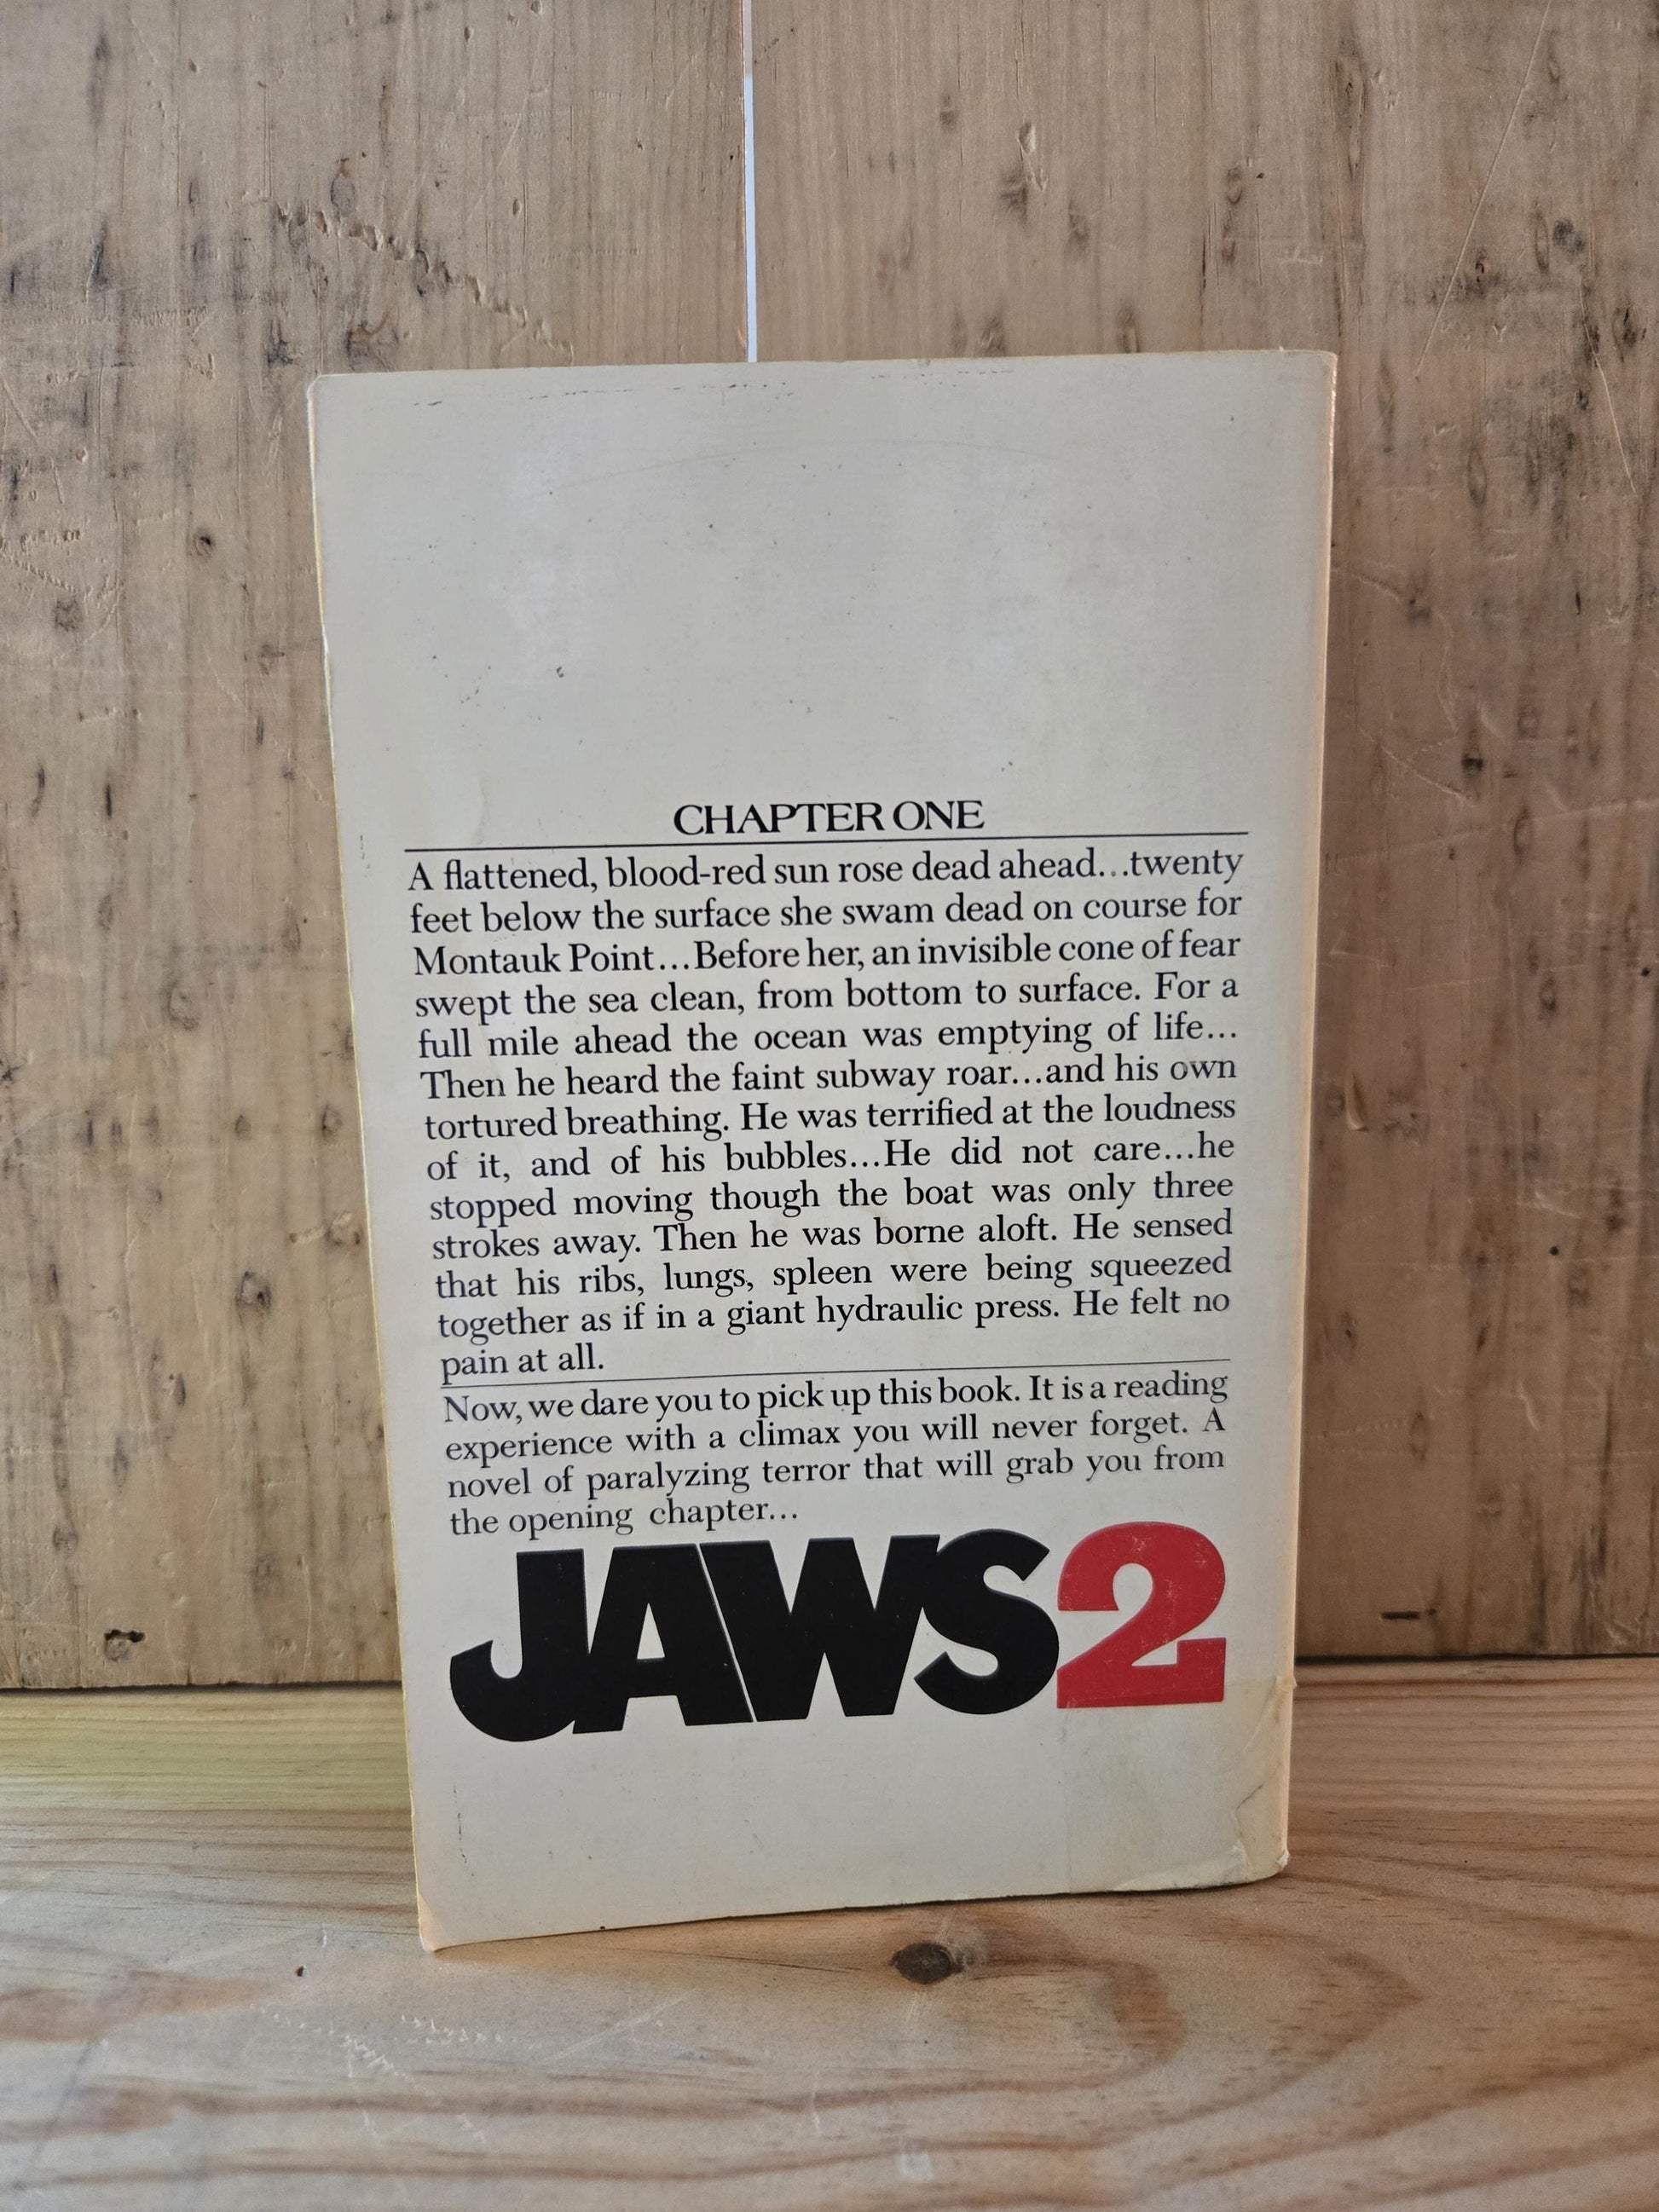 CHAPTER ONE
A flattened, blood-red sun rose dead ahead...twenty
feet below the surface she swam dead on course for
Montauk Point...Before her, an invisible cone of fear
swept the sea clean, from bottom to surface. For a
full mile ahead the ocean was emptying of life...
Then he heard the faint subway roar...and his own
tortured breathing. He was terrified at the loudness
of it, and of his bubbles...He did not care...he
stopped moving though the boat was only three
strokes away. Then he was borne aloft. He sensed
that his ribs, lungs, spleen were being squeezed
together as if in a giant hydraulic press. He felt no
pain at all.
Now, we dare you to pick up this book. It is a reading
experience with a climax you will never forget. A
novel of paralyzing terror that will grab you from
the opening chapter...
JAWS 2